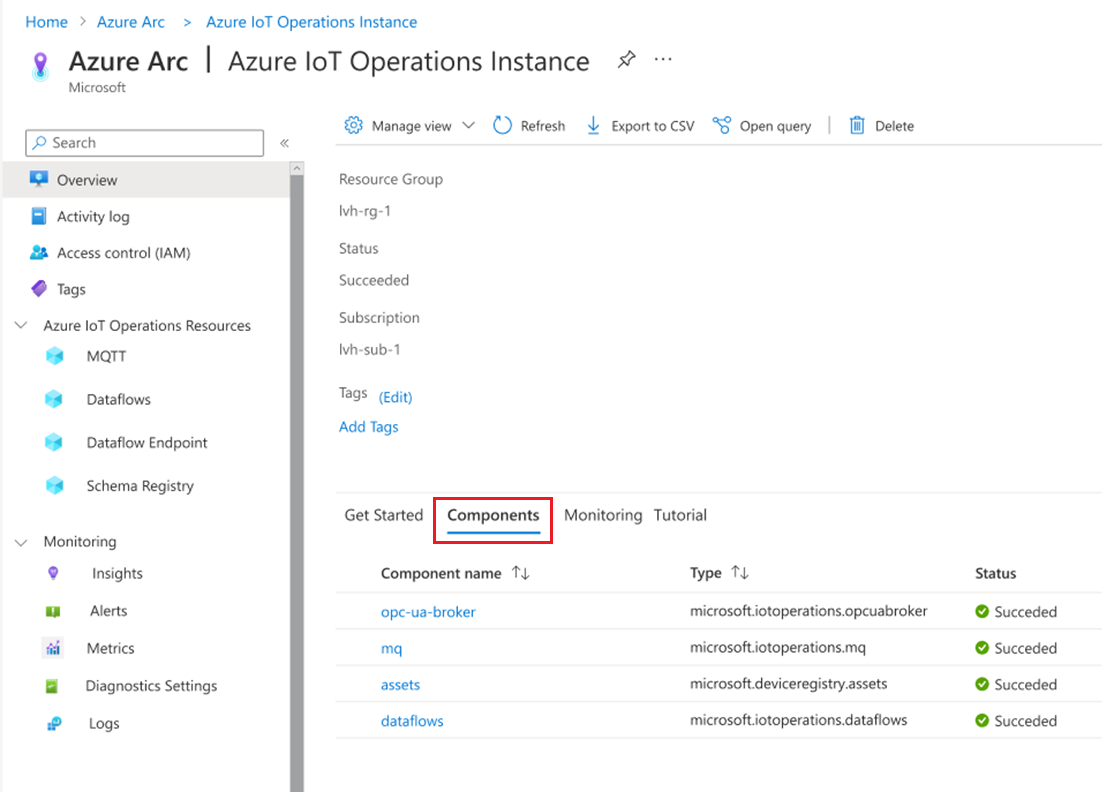 Home > Azure Arc > Azure IoT Operations Instance
Azure Arc | Azure IoT Operations Instance ...
Microsoft
Search «
Overview
Activity log
Access control (IAM)
Tags
Azure IoT Operations Resources
MQTT
Dataflows
Dataflow Endpoint
Schema Registry
Monitoring
Insights
Alerts
Metrics
Diagnostics Settings
Logs
Manage view Refresh Export to CSV Open query | Delete
Resource Group
lvh-rg-1
Status
Succeeded
Subscription
lvh-sub-1
Tags (Edit)
Add Tags
Get Started Components Monitoring Tutorial
Component name ↑↓ Type ↑↓ Status
opc-ua-broker microsoft.iotoperations.opcuabroker Succeded
mq microsoft.iotoperations.mq Succeded
assets microsoft.deviceregistry.assets Succeded
dataflows microsoft.iotoperations.dataflows Succeded